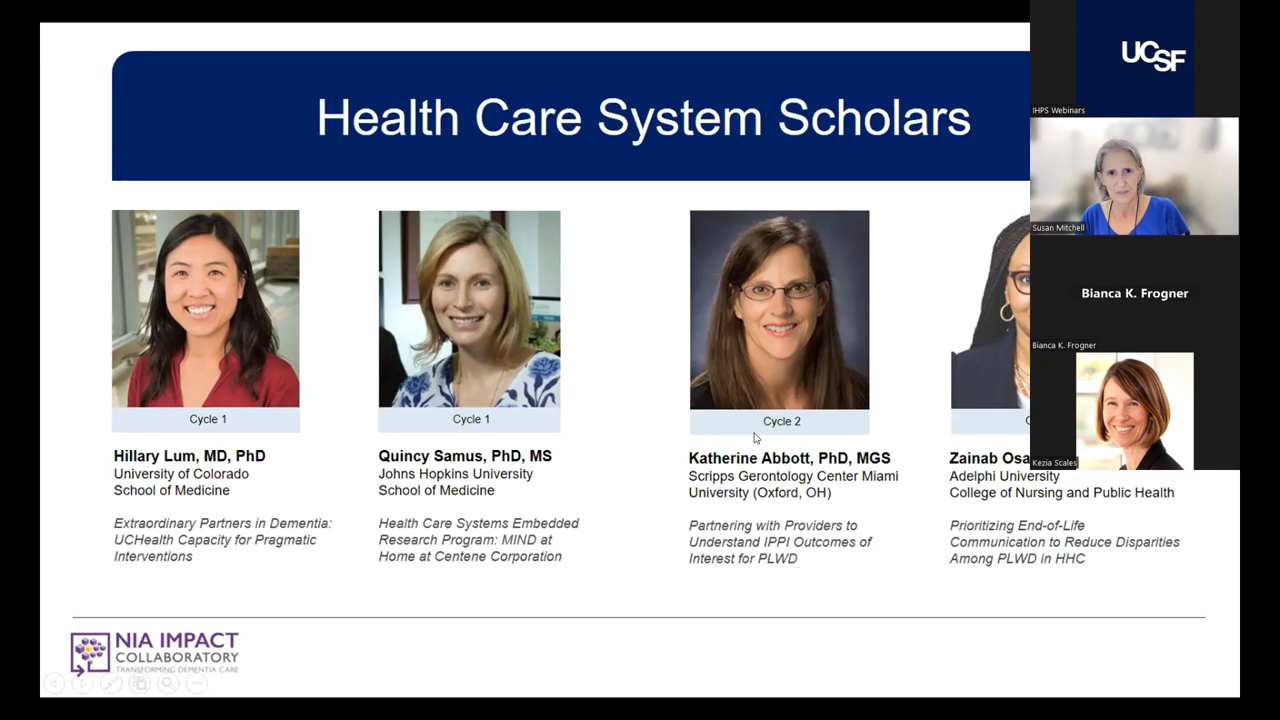 Health Care System Scholars
Cycle 1
Hillary Lum, MD, PhD
University of Colorado
School of Medicine
Extraordinary Partners in Dementia:
UCHealth Capacity for Pragmatic
Interventions
Cycle 1
Quincy Samus, PhD, MS
Johns Hopkins University
School of Medicine
Health Care Systems Embedded
Research Program: MIND at
Home at Centene Corporation
Cycle 2
Katherine Abbott, PhD, MGS
Scripps Gerontology Center Miami
University (Oxford, OH)
Partnering with Providers to
Understand IPPI Outcomes of
Interest for PLWD
Zainab Osa
Adelphi University
College of Nursing and Public Health
Prioritizing End-of-Life
Communication to Reduce Disparities
Among PLWD in HHC
NIA IMPACT
COLLABORATORY
TRANSFORMING DEMENTIA CARE
UCSF
IHPS Webinars
Susan Mitchell
Bianca K. Frogner
Bianca K. Frogner
Kezia Scales